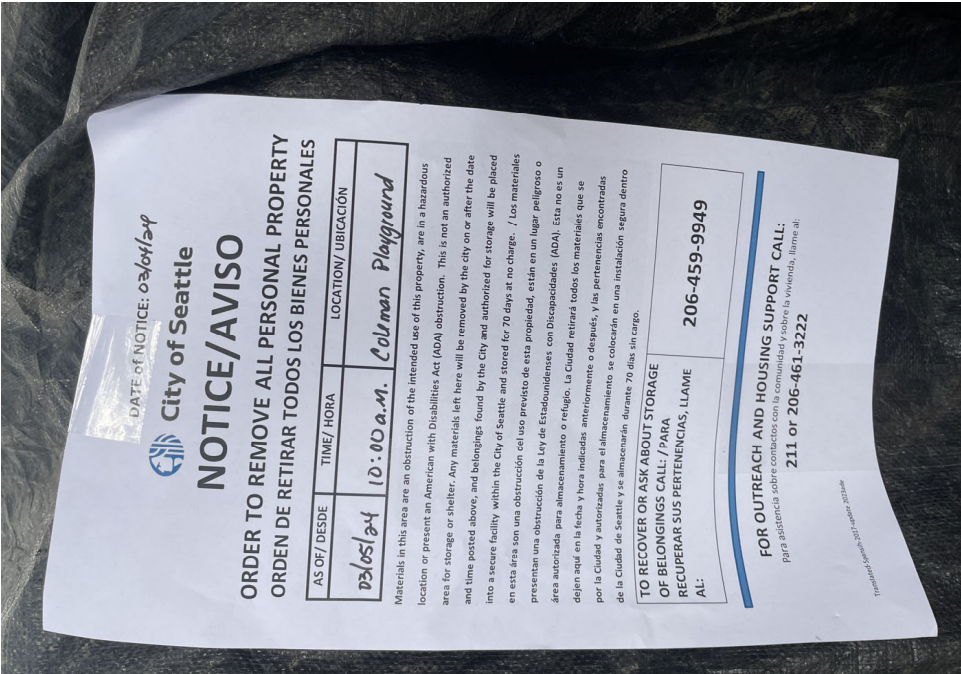 DATE of NOTICE: 03/04/24
City of Seattle
NOTICE/AVISO
ORDER TO REMOVE ALL PERSONAL PROPERTY
ORDEN DE RETIRAR TODOS LOS BIENES PERSONALES
AS OF/ DESDE TIME/ HORA LOCATION/ UBICACIÓN
03/05/24 10:00 a.m. Colman Playground
Materials in this area are an obstruction of the intended use of this property, are in a hazardous
location or present an American with Disabilities Act (ADA) obstruction. This is not an authorized
area for storage or shelter. Any materials left here will be removed by the city on or after the date
and time posted above, and belongings found by the City and authorized for storage will be placed
into a secure facility within the City of Seattle and stored for 70 days at no charge. / Los materiales
en esta área son una obstrucción del uso previsto de esta propiedad, están en un lugar peligroso o
presentan una obstrucción de la Ley de Estadounidenses con Discapacidades (ADA). Esta no es un
área autorizada para almacenamiento o refugio. La Ciudad retirará todos los materiales que se
dejen aquí en la fecha y hora indicadas anteriormente o después, y las pertenencias encontradas
por la Ciudad y autorizadas para el almacenamiento se colocarán en una instalación segura dentro
de la Ciudad de Seattle y se almacenarán durante 70 días sin cargo.
TO RECOVER OR ASK ABOUT STORAGE
OF BELONGINGS CALL: / PARA
RECUPERAR SUS PERTENENCIAS, LLAME
AL:
206-459-9949
FOR OUTREACH AND HOUSING SUPPORT CALL:
Para asistencia sobre contactos con la comunidad y sobre la vivienda, llame al:
211 or 206-461-3222
Translated-Spanish-2017-update 2023